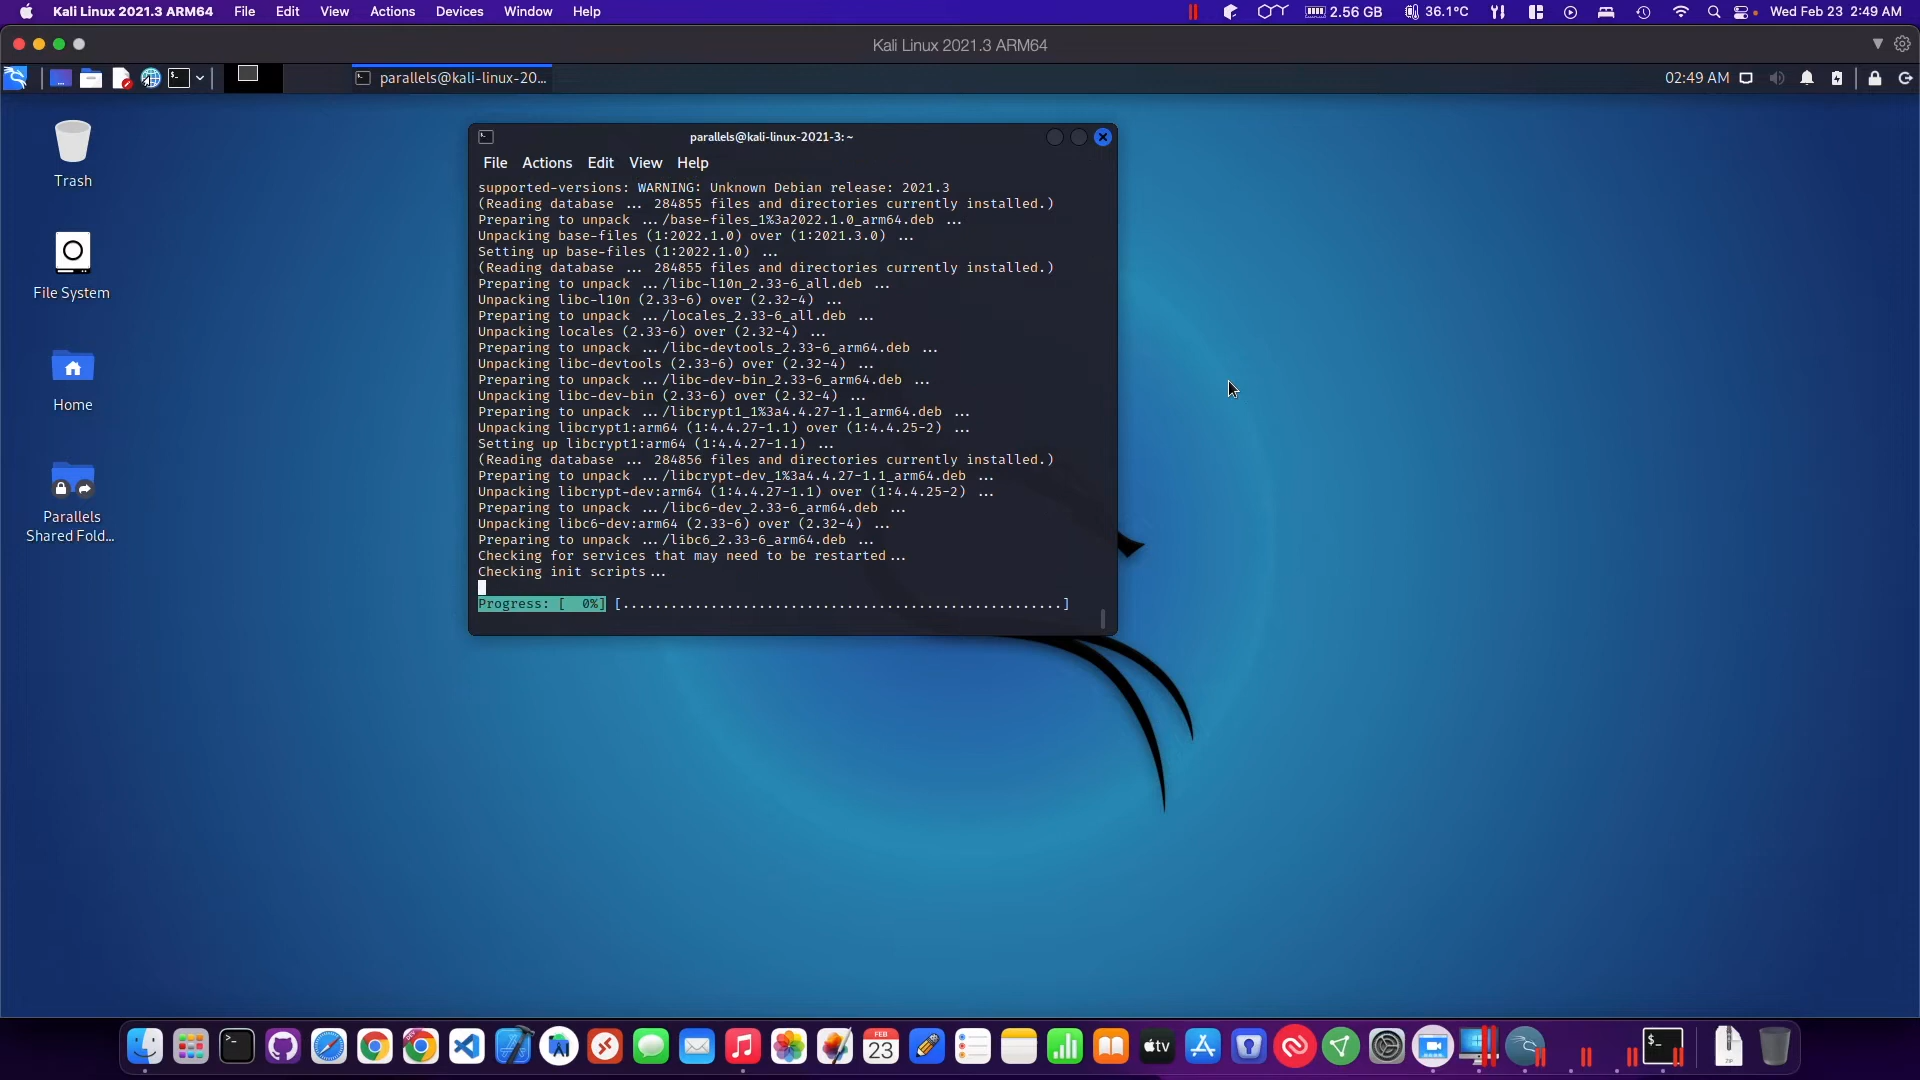 Kali Linux 2021.3 ARM64 File Edit View Actions Devices Window Help 2.56 GB 36.1°C Wed Feb 23 2:49 AM
Kali Linux 2021.3 ARM64
parallels@kali-linux-20... 02:49 AM
Trash
File System
Home
Parallels
Shared Fold...
parallels@kali-linux-2021-3: ~
File Actions Edit View Help
supported-versions: WARNING: Unknown Debian release: 2021.3
(Reading database ... 284855 files and directories currently installed.)
Preparing to unpack .../base-files_1%3a2022.1.0_arm64.deb ...
Unpacking base-files (1:2022.1.0) over (1:2021.3.0) ...
Setting up base-files (1:2022.1.0) ...
(Reading database ... 284855 files and directories currently installed.)
Preparing to unpack .../libc-l10n_2.33-6_all.deb ...
Unpacking libc-l10n (2.33-6) over (2.32-4) ...
Preparing to unpack .../locales_2.33-6_all.deb ...
Unpacking locales (2.33-6) over (2.32-4) ...
Preparing to unpack .../libc-devtools_2.33-6_arm64.deb ...
Unpacking libc-devtools (2.33-6) over (2.32-4) ...
Preparing to unpack .../libc-dev-bin_2.33-6_arm64.deb ...
Unpacking libc-dev-bin (2.33-6) over (2.32-4) ...
Preparing to unpack .../libcrypt1_1%3a4.4.27-1.1_arm64.deb ...
Unpacking libcrypt1:arm64 (1:4.4.27-1.1) over (1:4.4.25-2) ...
Setting up libcrypt1:arm64 (1:4.4.27-1.1) ...
(Reading database ... 284856 files and directories currently installed.)
Preparing to unpack .../libcrypt-dev_1%3a4.4.27-1.1_arm64.deb ...
Unpacking libcrypt-dev:arm64 (1:4.4.27-1.1) over (1:4.4.25-2) ...
Preparing to unpack .../libc6-dev_2.33-6_arm64.deb ...
Unpacking libc6-dev:arm64 (2.33-6) over (2.32-4) ...
Preparing to unpack .../libc6_2.33-6_arm64.deb ...
Checking for services that may need to be restarted...
Checking init scripts...
Progress: [  0%] [.......................................................]
FEB
23
tv
$_
ZIP